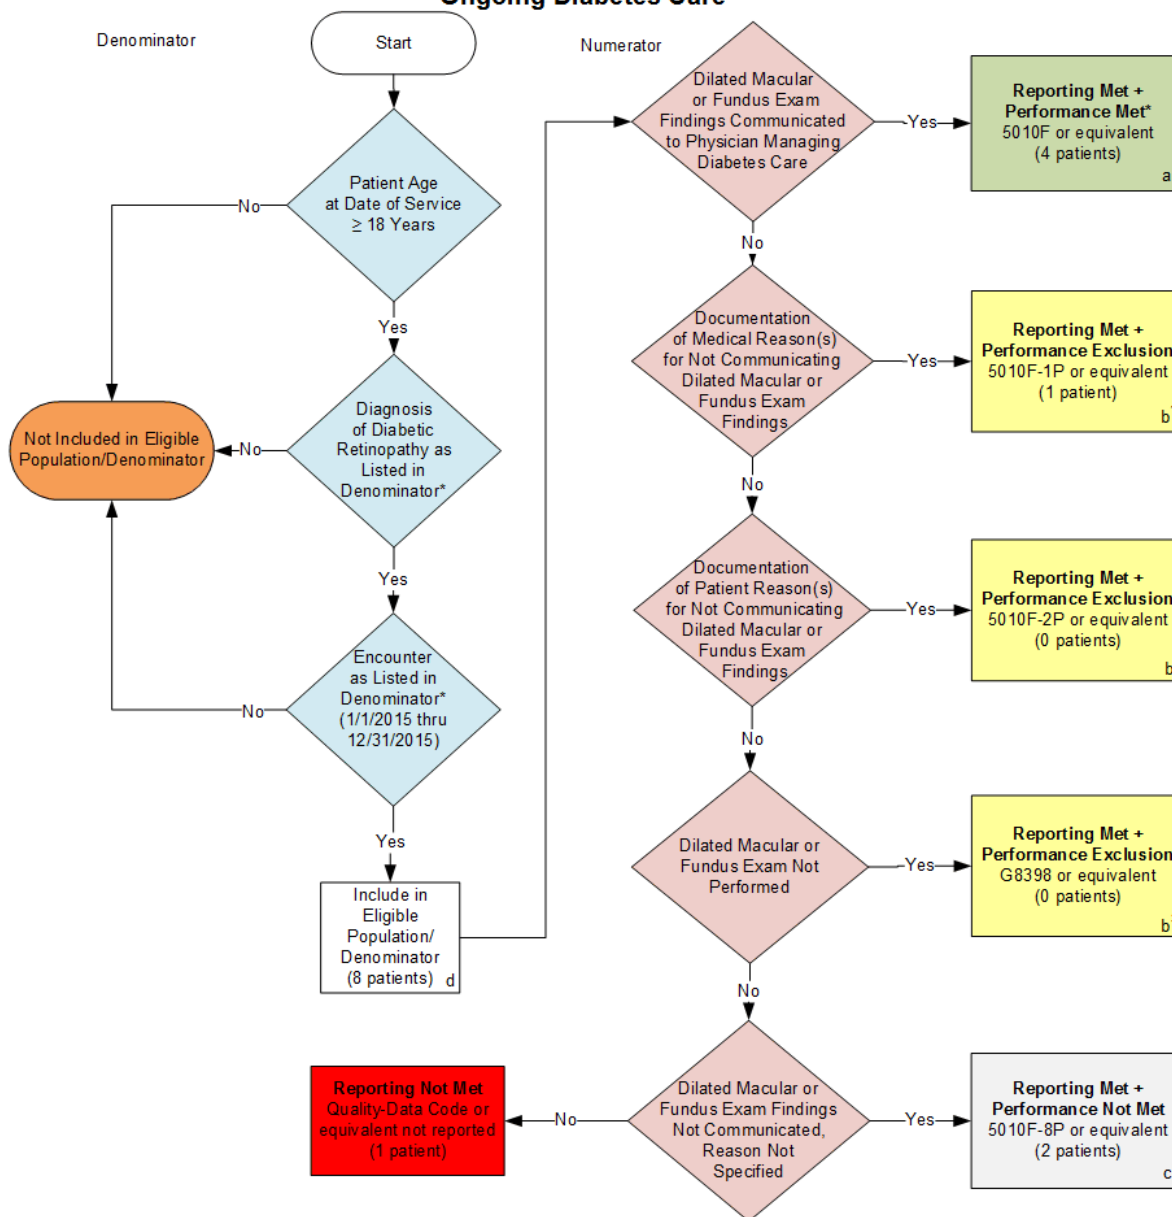 Ongoing Diabetes Care
Denominator
Start
Patient Age
at Date of Service
≥ 18 Years
No
Yes
Diagnosis
of Diabetic
Retinopathy as
Listed in
Denominator*
No
Not Included in Eligible
Population/Denominator
Yes
Encounter
as Listed in
Denominator*
(1/1/2015 thru
12/31/2015)
No
Yes
Include in
Eligible
Population/
Denominator
(8 patients) d
Numerator
Dilated Macular
or Fundus Exam
Findings Communicated
to Physician Managing
Diabetes Care
Yes
Reporting Met +
Performance Met*
5010F or equivalent
(4 patients)
a
No
Documentation
of Medical Reason(s)
for Not Communicating
Dilated Macular or
Fundus Exam
Findings
Yes
Reporting Met +
Performance Exclusion
5010F-1P or equivalent
(1 patient)
b
No
Documentation
of Patient Reason(s)
for Not Communicating
Dilated Macular or
Fundus Exam
Findings
Yes
Reporting Met +
Performance Exclusion
5010F-2P or equivalent
(0 patients)
b
No
Dilated Macular or
Fundus Exam Not
Performed
Yes
Reporting Met +
Performance Exclusion
G8398 or equivalent
(0 patients)
b
No
Dilated Macular or
Fundus Exam Findings
Not Communicated,
Reason Not
Specified
Yes
Reporting Met +
Performance Not Met
5010F-8P or equivalent
(2 patients)
c
No
Reporting Not Met
Quality-Data Code or
equivalent not reported
(1 patient)